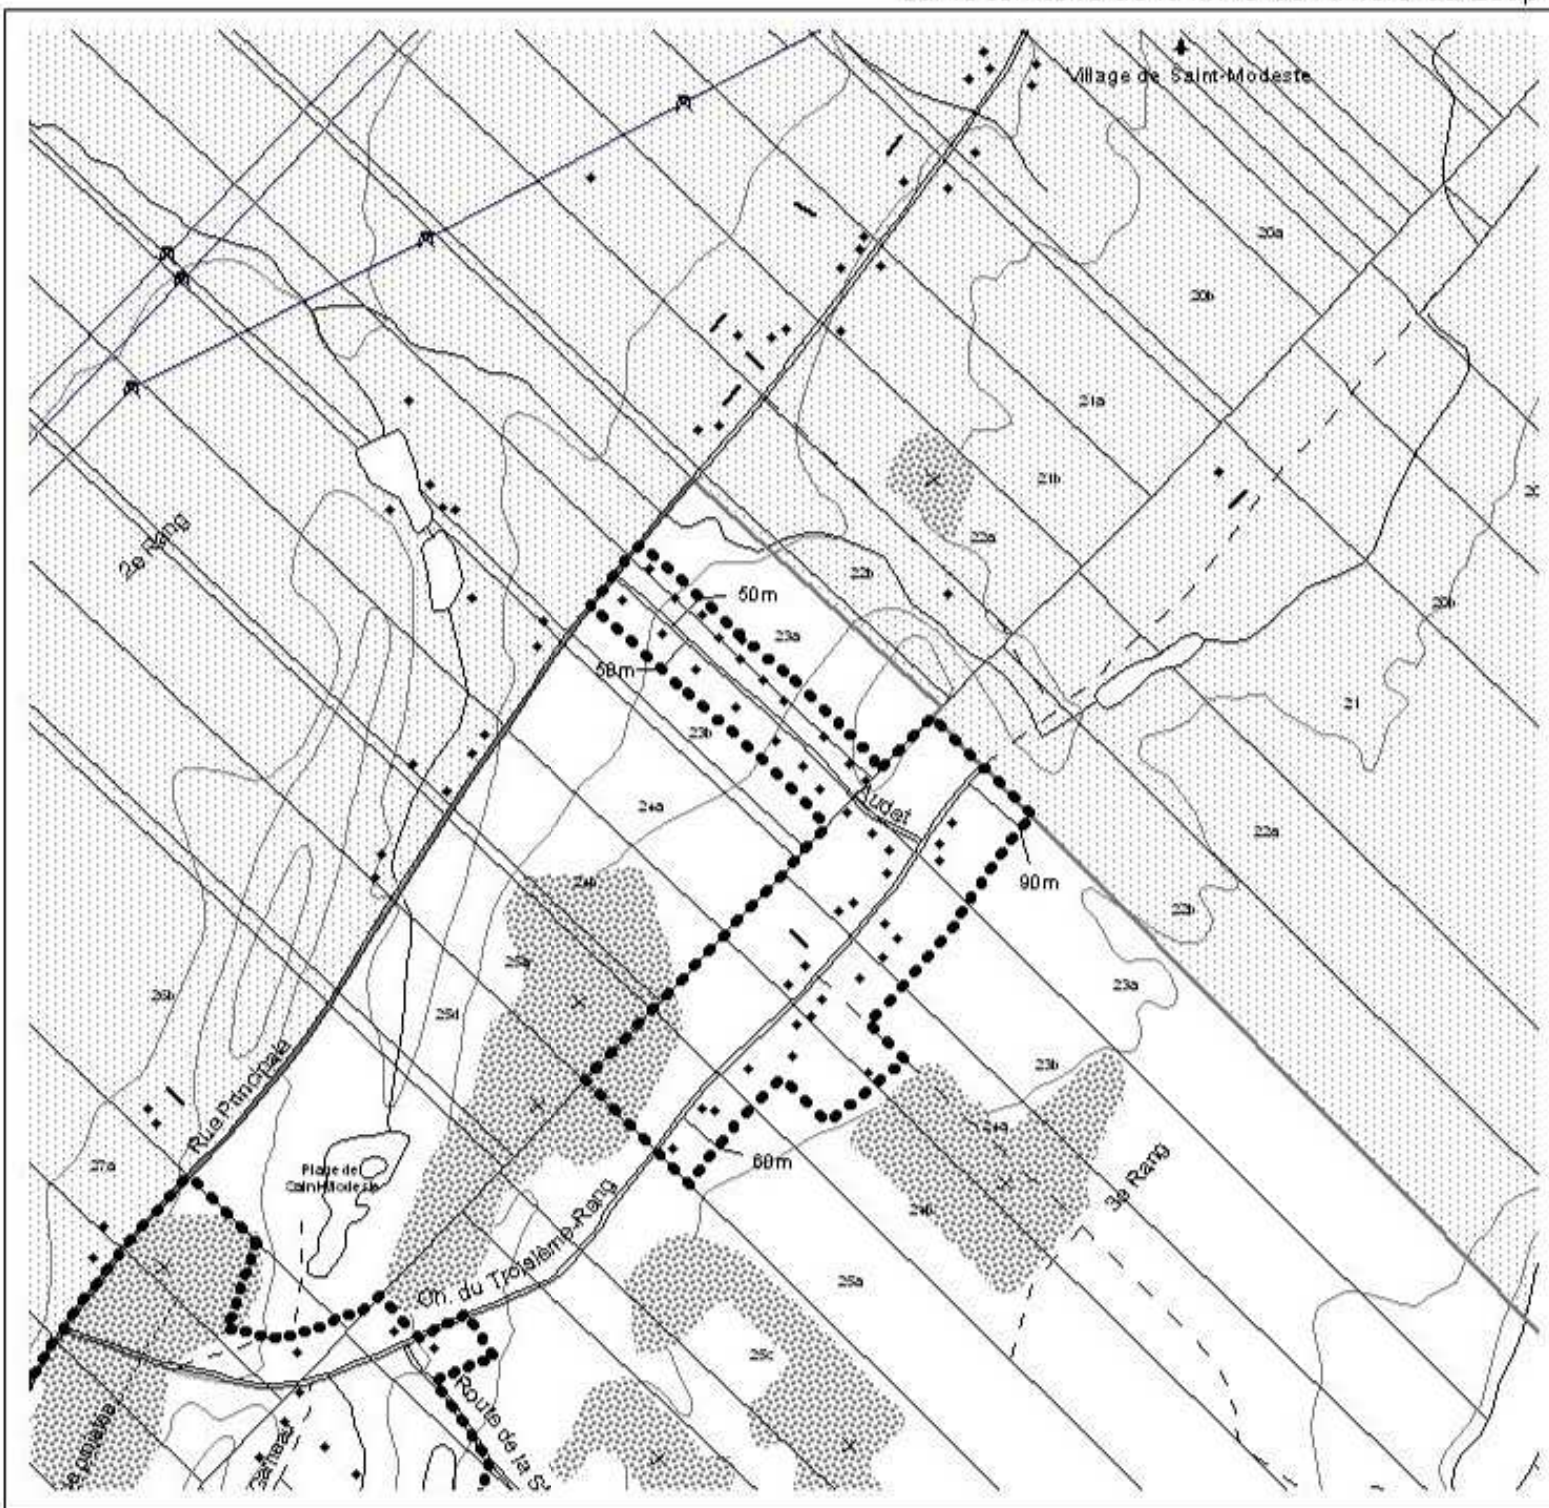 Village de Saint-Modeste
20a
20b
21a
21b
22a
22b
2e Rang
50m
23a
50m
23b
24a
Audet
20b
21
22a
22b
90m
24b
25a
25d
26b
23a
23b
24a
24b
Rue Principale
27a
Plage de
Saint-Modeste
60m
3e Rang
Ch. du Troisième-Rang
25a
25c
Route de la S